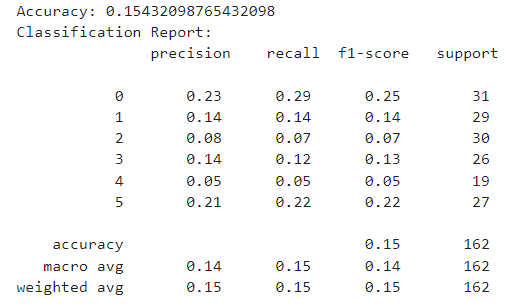 Accuracy: 0.15432098765432098
Classification Report:
precision recall f1-score support
0 0.23 0.29 0.25 31
1 0.14 0.14 0.14 29
2 0.08 0.07 0.07 30
3 0.14 0.12 0.13 26
4 0.05 0.05 0.05 19
5 0.21 0.22 0.22 27
accuracy 0.15 162
macro avg 0.14 0.15 0.14 162
weighted avg 0.15 0.15 0.15 162